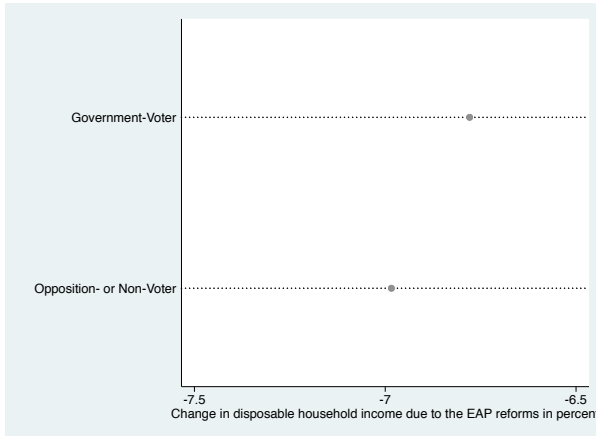 Government-Voter
Opposition- or Non-Voter
-7.5 -7 -6.5
Change in disposable household income due to the EAP reforms in percent